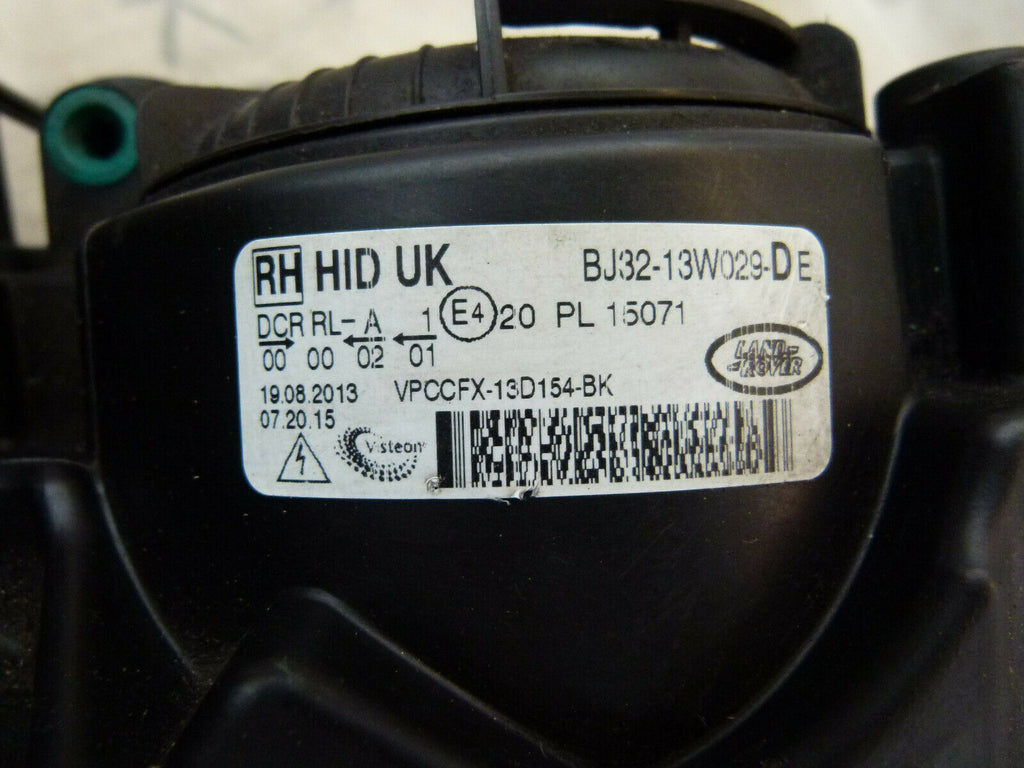 RH HID UK BJ32-13W029-DE
DCR RL- A 1 E4 20 PL 15071
00 00 02 01
LAND-
-ROVER
19.08.2013 VPCCFX-13D154-BK
07.20.15
Visteon